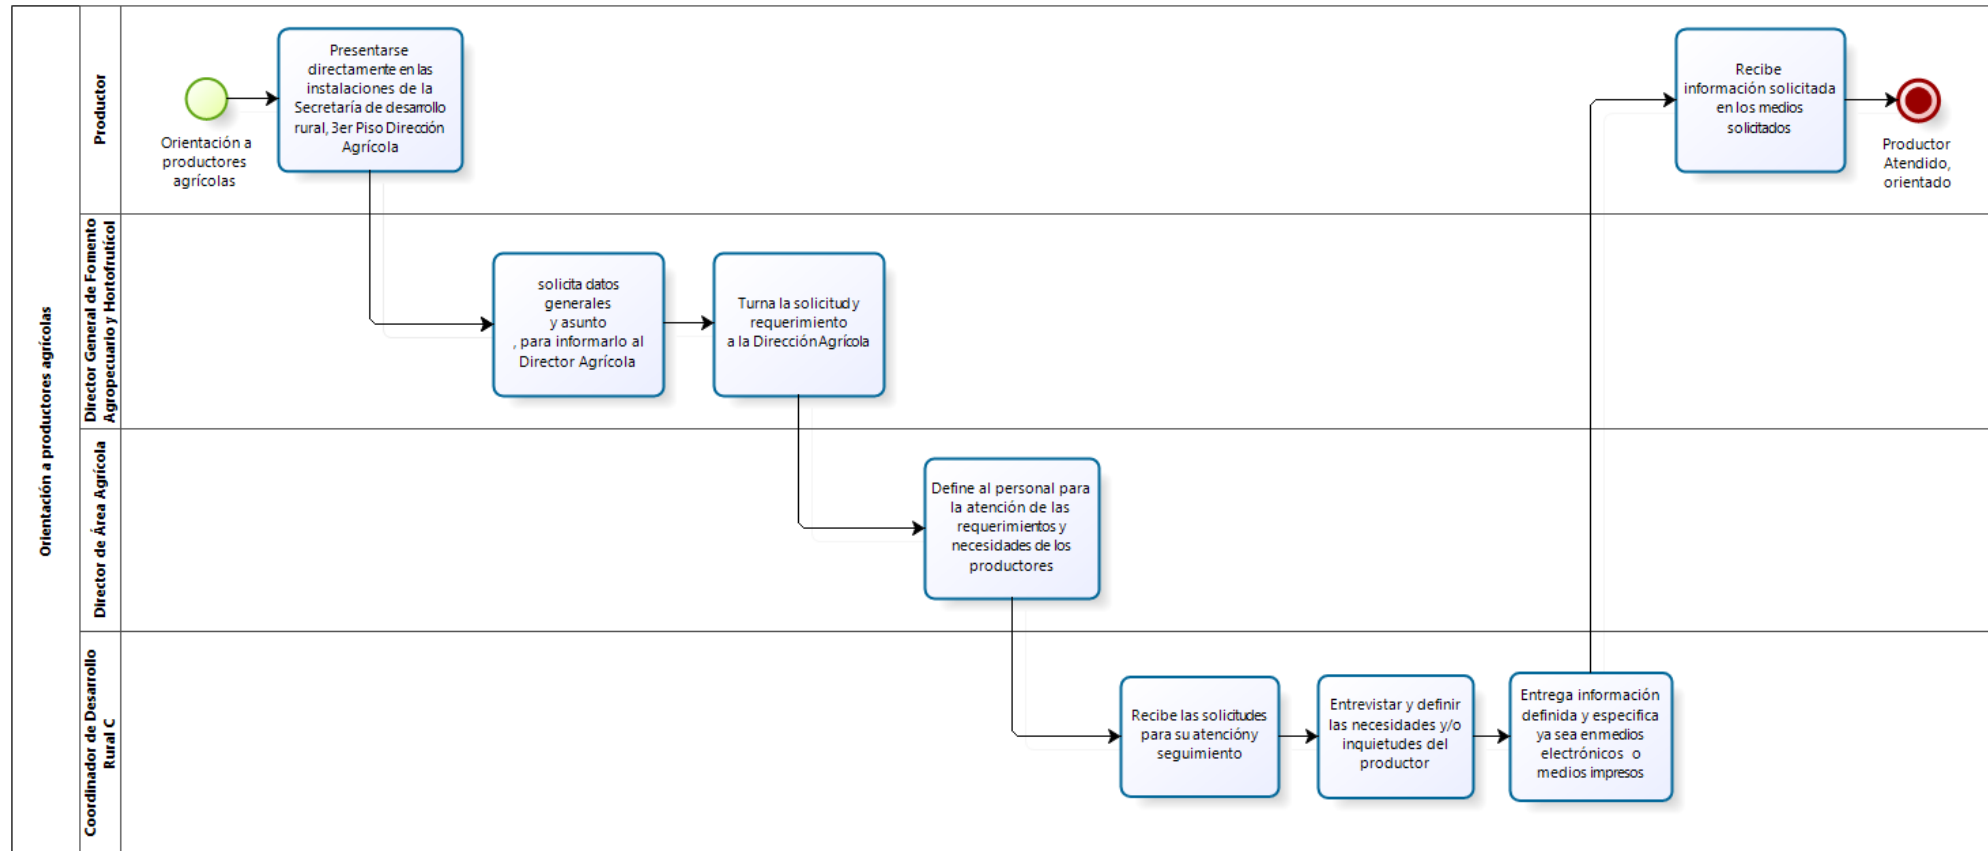 Orientación a productores agrícolas
Productor
Orientación a
productores
agrícolas
Presentarse
directamente en las
instalaciones de la
Secretaría de desarrollo
rural, 3er Piso Dirección
Agrícola
Recibe
información solicitada
en los medios
solicitados
Productor
Atendido,
orientado
Director General de Fomento
Agropecuario y Hortofrutícol
solicita datos
generales
y asunto
, para informarlo al
Director Agrícola
Turna la solicitud y
requerimiento
a la Dirección Agrícola
Director de Área Agrícola
Define al personal para
la atención de las
requerimientos y
necesidades de los
productores
Coordinador de Desarrollo
Rural C
Recibe las solicitudes
para su atención y
seguimiento
Entrevistar y definir
las necesidades y/o
inquietudes del
productor
Entrega información
definida y especifica
ya sea en medios
electrónicos o
medios impresos